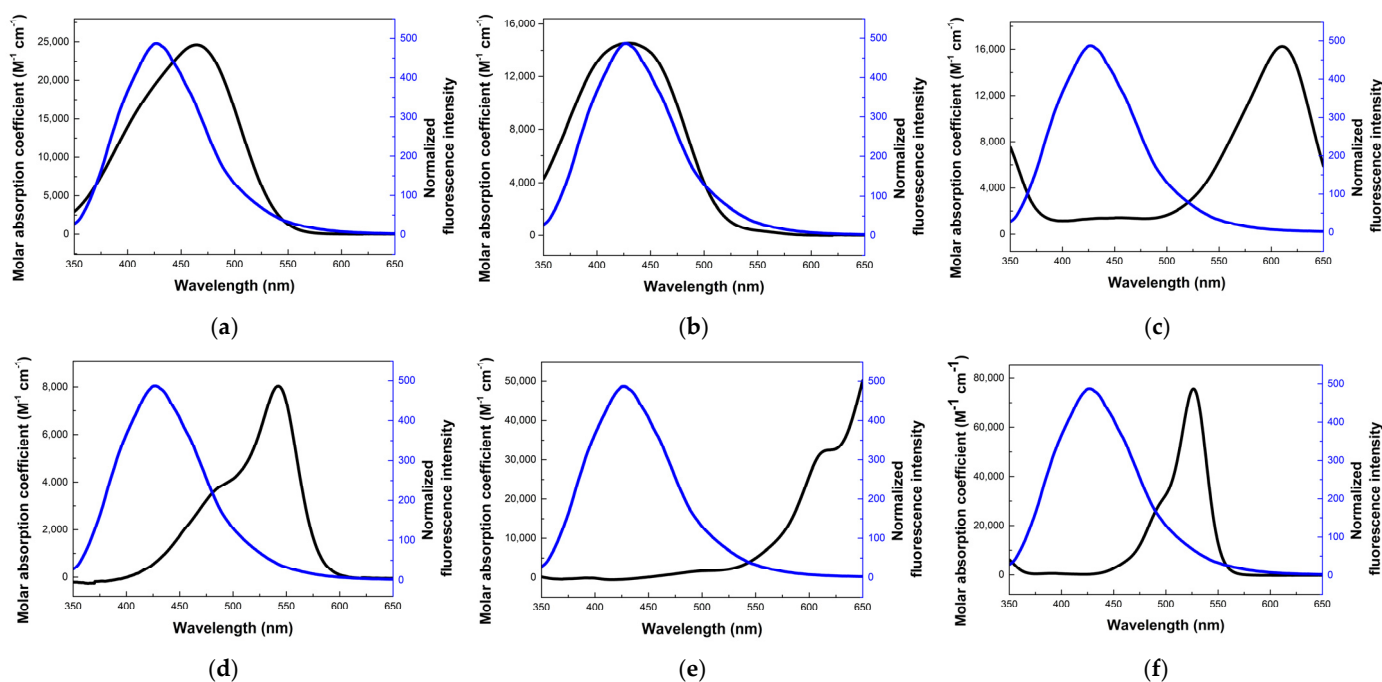 Molar absorption coefficient (M⁻¹ cm⁻¹)
25,000
20,000
15,000
10,000
5,000
0
350 400 450 500 550 600 650
Wavelength (nm)
500
400
300
200
100
0
Normalized
fluorescence intensity
(a)
Molar absorption coefficient (M⁻¹ cm⁻¹)
16,000
12,000
8,000
4,000
0
350 400 450 500 550 600 650
Wavelength (nm)
500
400
300
200
100
0
Normalized
fluorescence intensity
(b)
Molar absorption coefficient (M⁻¹ cm⁻¹)
16,000
12,000
8,000
4,000
0
350 400 450 500 550 600 650
Wavelength (nm)
500
400
300
200
100
0
Normalized
fluorescence intensity
(c)
Molar absorption coefficient (M⁻¹ cm⁻¹)
8,000
6,000
4,000
2,000
0
350 400 450 500 550 600 650
Wavelength (nm)
500
400
300
200
100
0
Normalized
fluorescence intensity
(d)
Molar absorption coefficient (M⁻¹ cm⁻¹)
50,000
40,000
30,000
20,000
10,000
0
350 400 450 500 550 600 650
Wavelength (nm)
500
400
300
200
100
0
Normalized
fluorescence intensity
(e)
Molar absorption coefficient (M⁻¹ cm⁻¹)
80,000
60,000
40,000
20,000
0
350 400 450 500 550 600 650
Wavelength (nm)
500
400
300
200
100
0
Normalized
fluorescence intensity
(f)